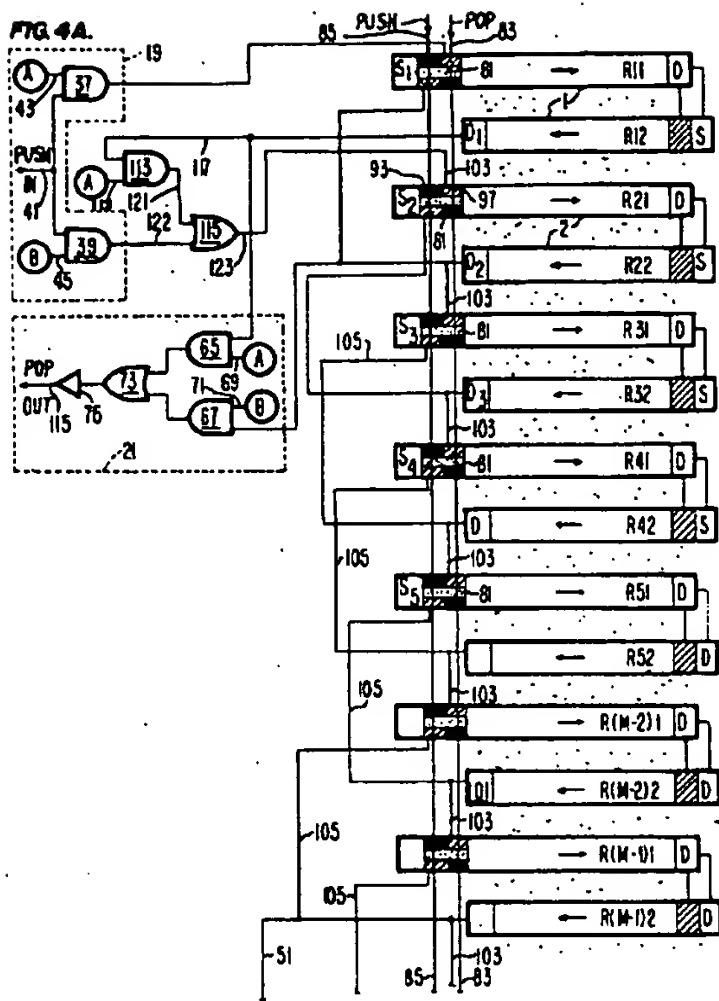 FIG. 4A.
19
PUSH
POP
85
83
A
37
43
S1
81
R11
D
1
D1
R12
S
113
117
A
121
PUSH
IN
41
122
115
123
B
39
45
93
103
S2
97
R21
D
81
2
D2
R22
S
103
65
A
69
73
71
B
67
POP
OUT
115
21
105
S3
81
R31
D
D3
R32
S
103
S4
81
R41
D
D
R42
S
105
103
S5
81
R51
D
R52
D
105
103
R(M-2)1
D
D1
R(M-2)2
D
105
103
R(M-1)1
D
105
R(M-1)2
D
51
85
103
83